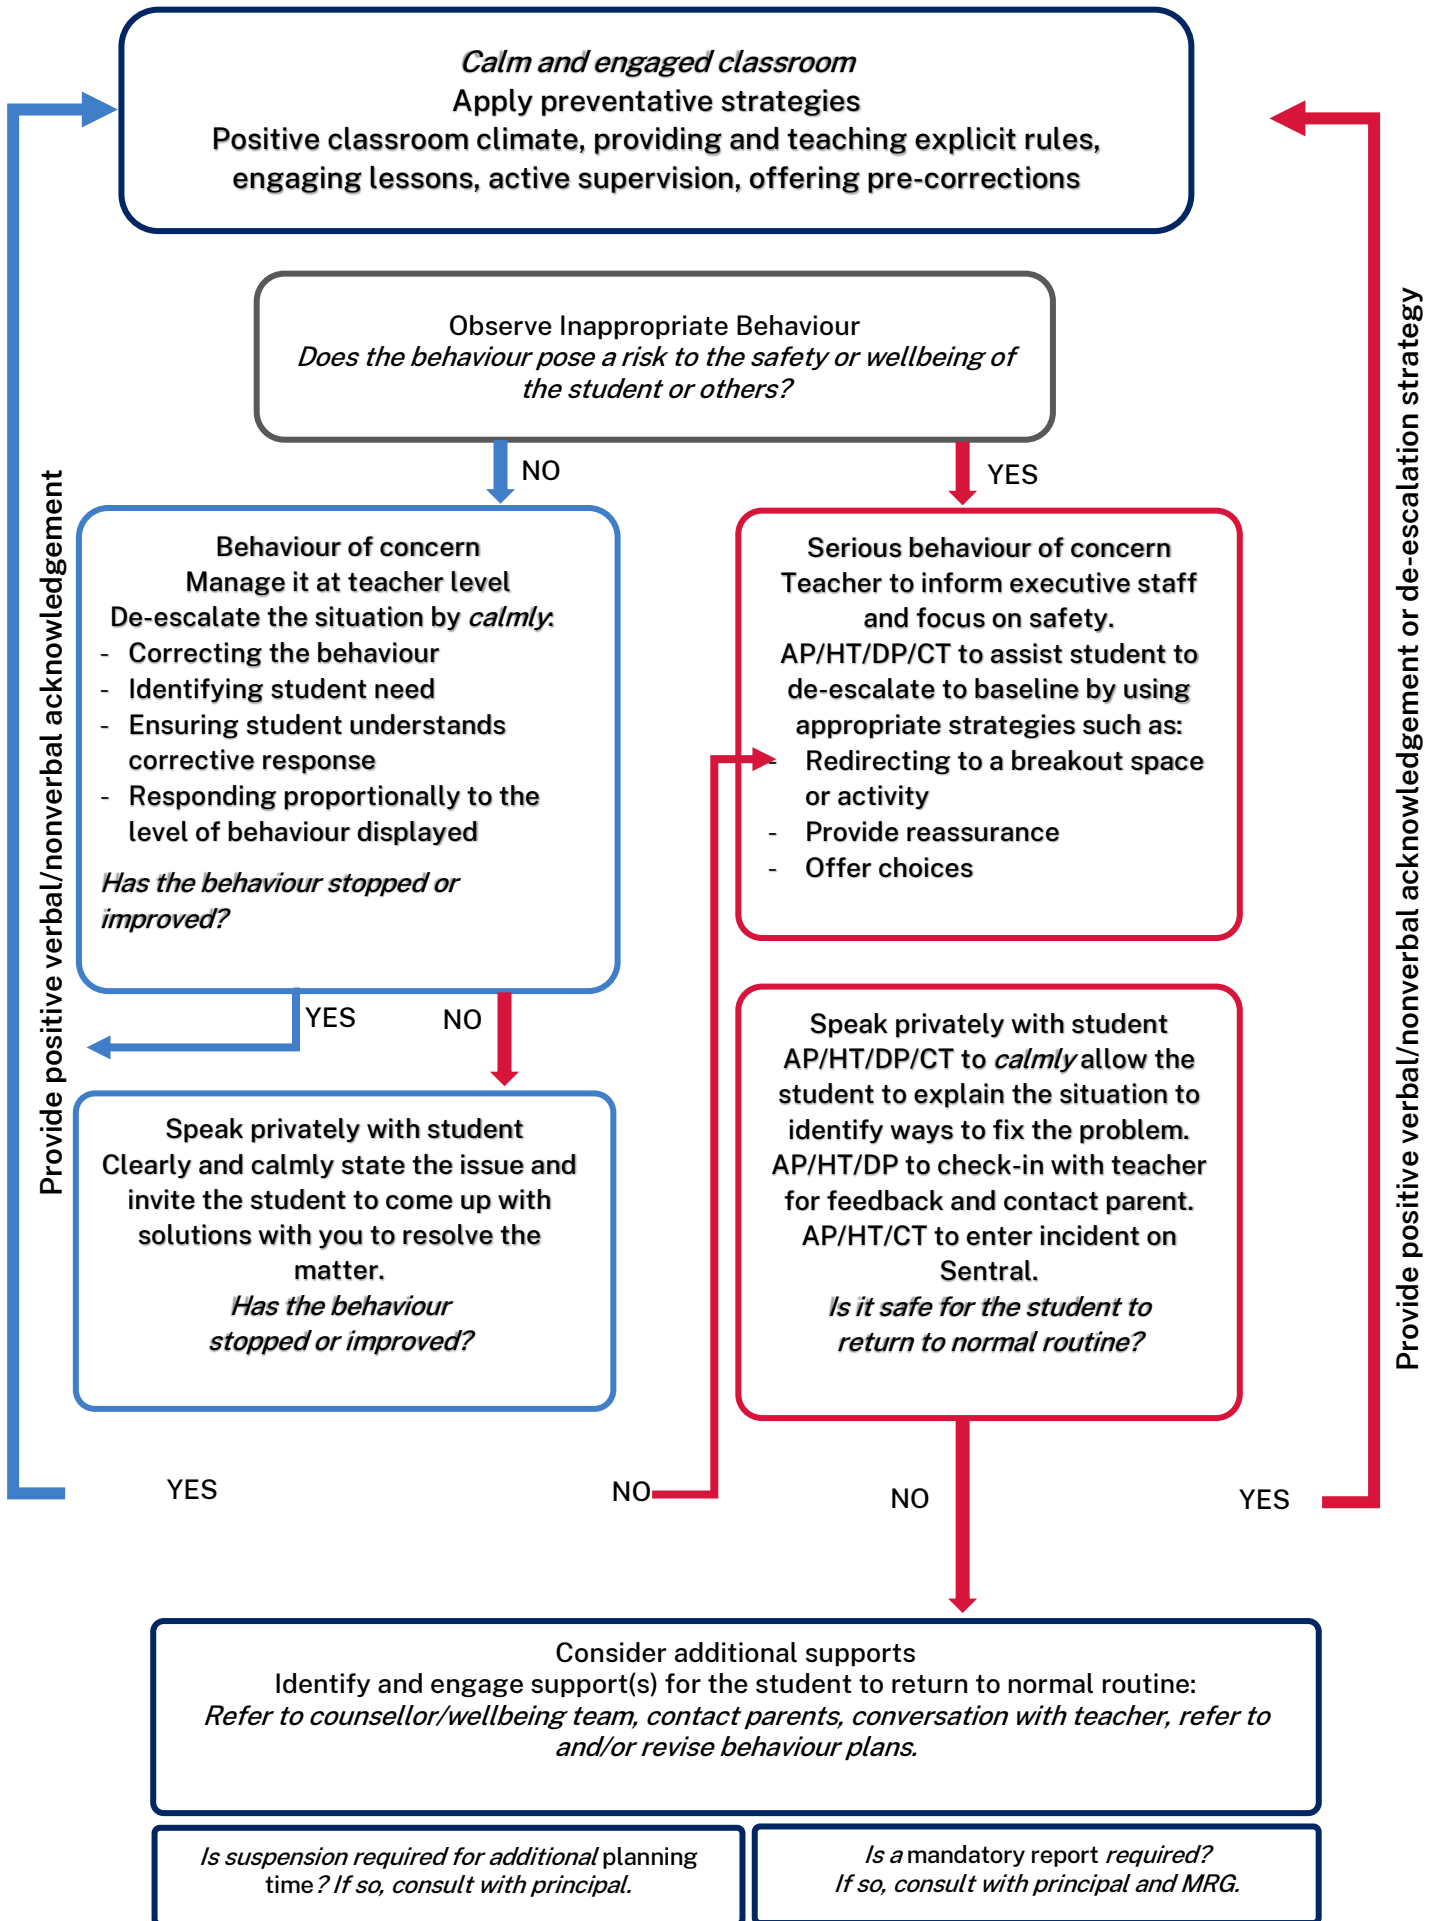 Calm and engaged classroom
Apply preventative strategies
Positive classroom climate, providing and teaching explicit rules,
engaging lessons, active supervision, offering pre-corrections
Observe Inappropriate Behaviour
Does the behaviour pose a risk to the safety or wellbeing of
the student or others?
NO
YES
Behaviour of concern
Manage it at teacher level
De-escalate the situation by calmly:
- Correcting the behaviour
- Identifying student need
- Ensuring student understands
corrective response
- Responding proportionally to the
level of behaviour displayed
Has the behaviour stopped or
improved?
Serious behaviour of concern
Teacher to inform executive staff
and focus on safety.
AP/HT/DP/CT to assist student to
de-escalate to baseline by using
appropriate strategies such as:
- Redirecting to a breakout space
or activity
- Provide reassurance
- Offer choices
YES
NO
Speak privately with student
Clearly and calmly state the issue and
invite the student to come up with
solutions with you to resolve the
matter.
Has the behaviour
stopped or improved?
Speak privately with student
AP/HT/DP/CT to calmly allow the
student to explain the situation to
identify ways to fix the problem.
AP/HT/DP to check-in with teacher
for feedback and contact parent.
AP/HT/CT to enter incident on
Sentral.
Is it safe for the student to
return to normal routine?
YES
NO
NO
YES
Provide positive verbal/nonverbal acknowledgement
Provide positive verbal/nonverbal acknowledgement or de-escalation strategy
Consider additional supports
Identify and engage support(s) for the student to return to normal routine:
Refer to counsellor/wellbeing team, contact parents, conversation with teacher, refer to
and/or revise behaviour plans.
Is suspension required for additional planning
time? If so, consult with principal.
Is a mandatory report required?
If so, consult with principal and MRG.